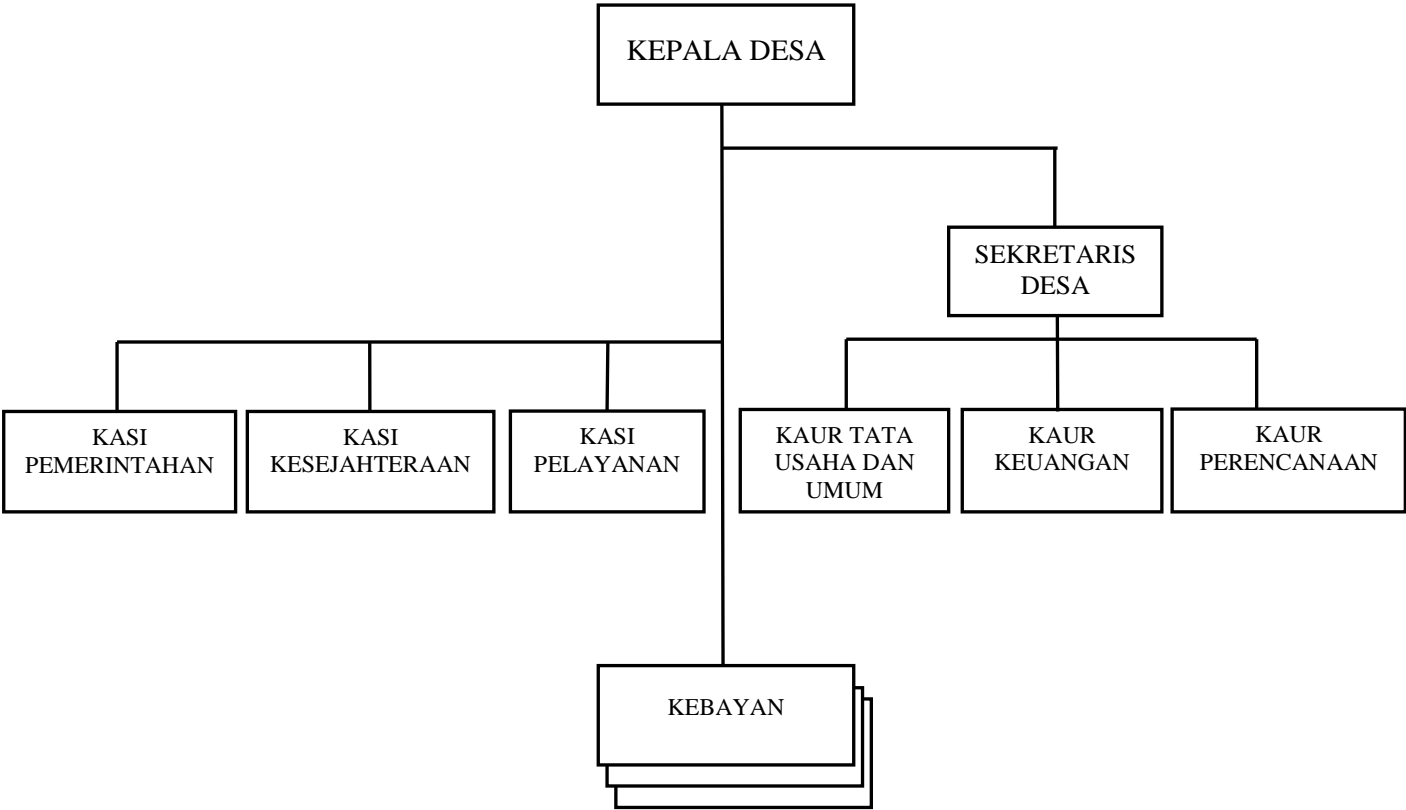 KEPALA DESA
SEKRETARIS
DESA
KASI
PEMERINTAHAN
KASI
KESEJAHTERAAN
KASI
PELAYANAN
KAUR TATA
USAHA DAN
UMUM
KAUR
KEUANGAN
KAUR
PERENCANAAN
KEBAYAN